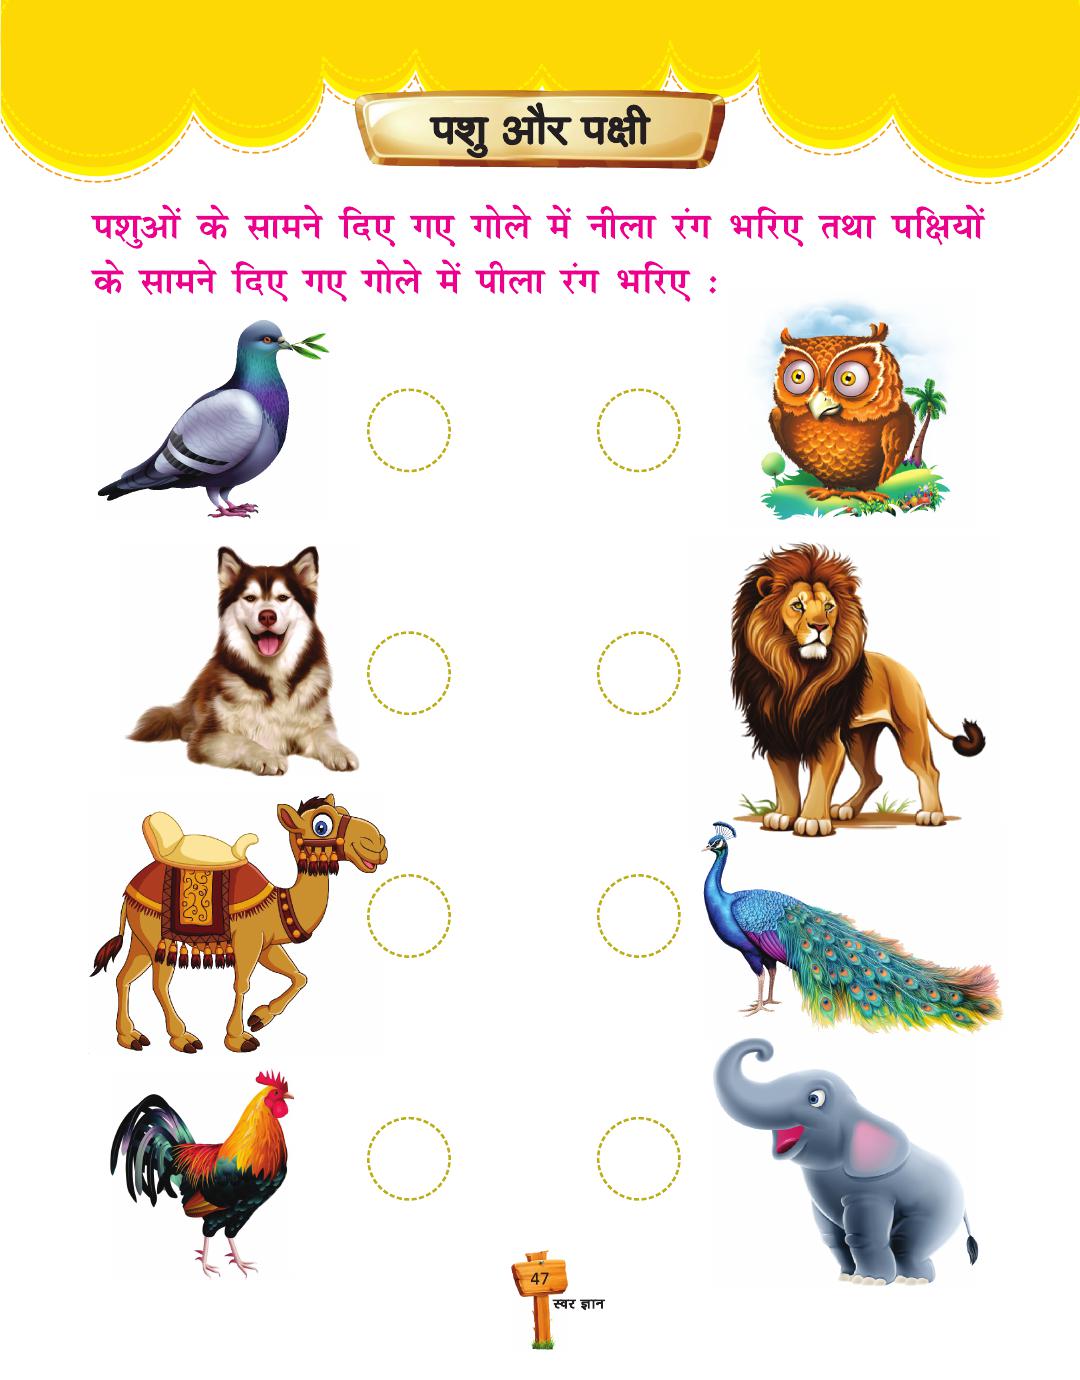 पशु और पक्षी
पशुओं के सामने दिए गए गोले में नीला रंग भरिए तथा पक्षियों
के सामने दिए गए गोले में पीला रंग भरिए :
47
स्वर ज्ञान